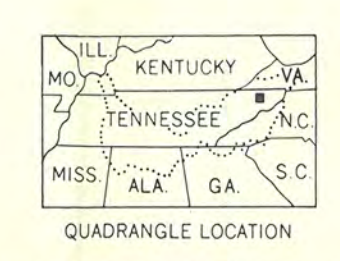 ILL.
MO.
KENTUCKY
VA.
TENNESSEE
N.C.
MISS.
ALA.
GA.
S.C.
QUADRANGLE LOCATION